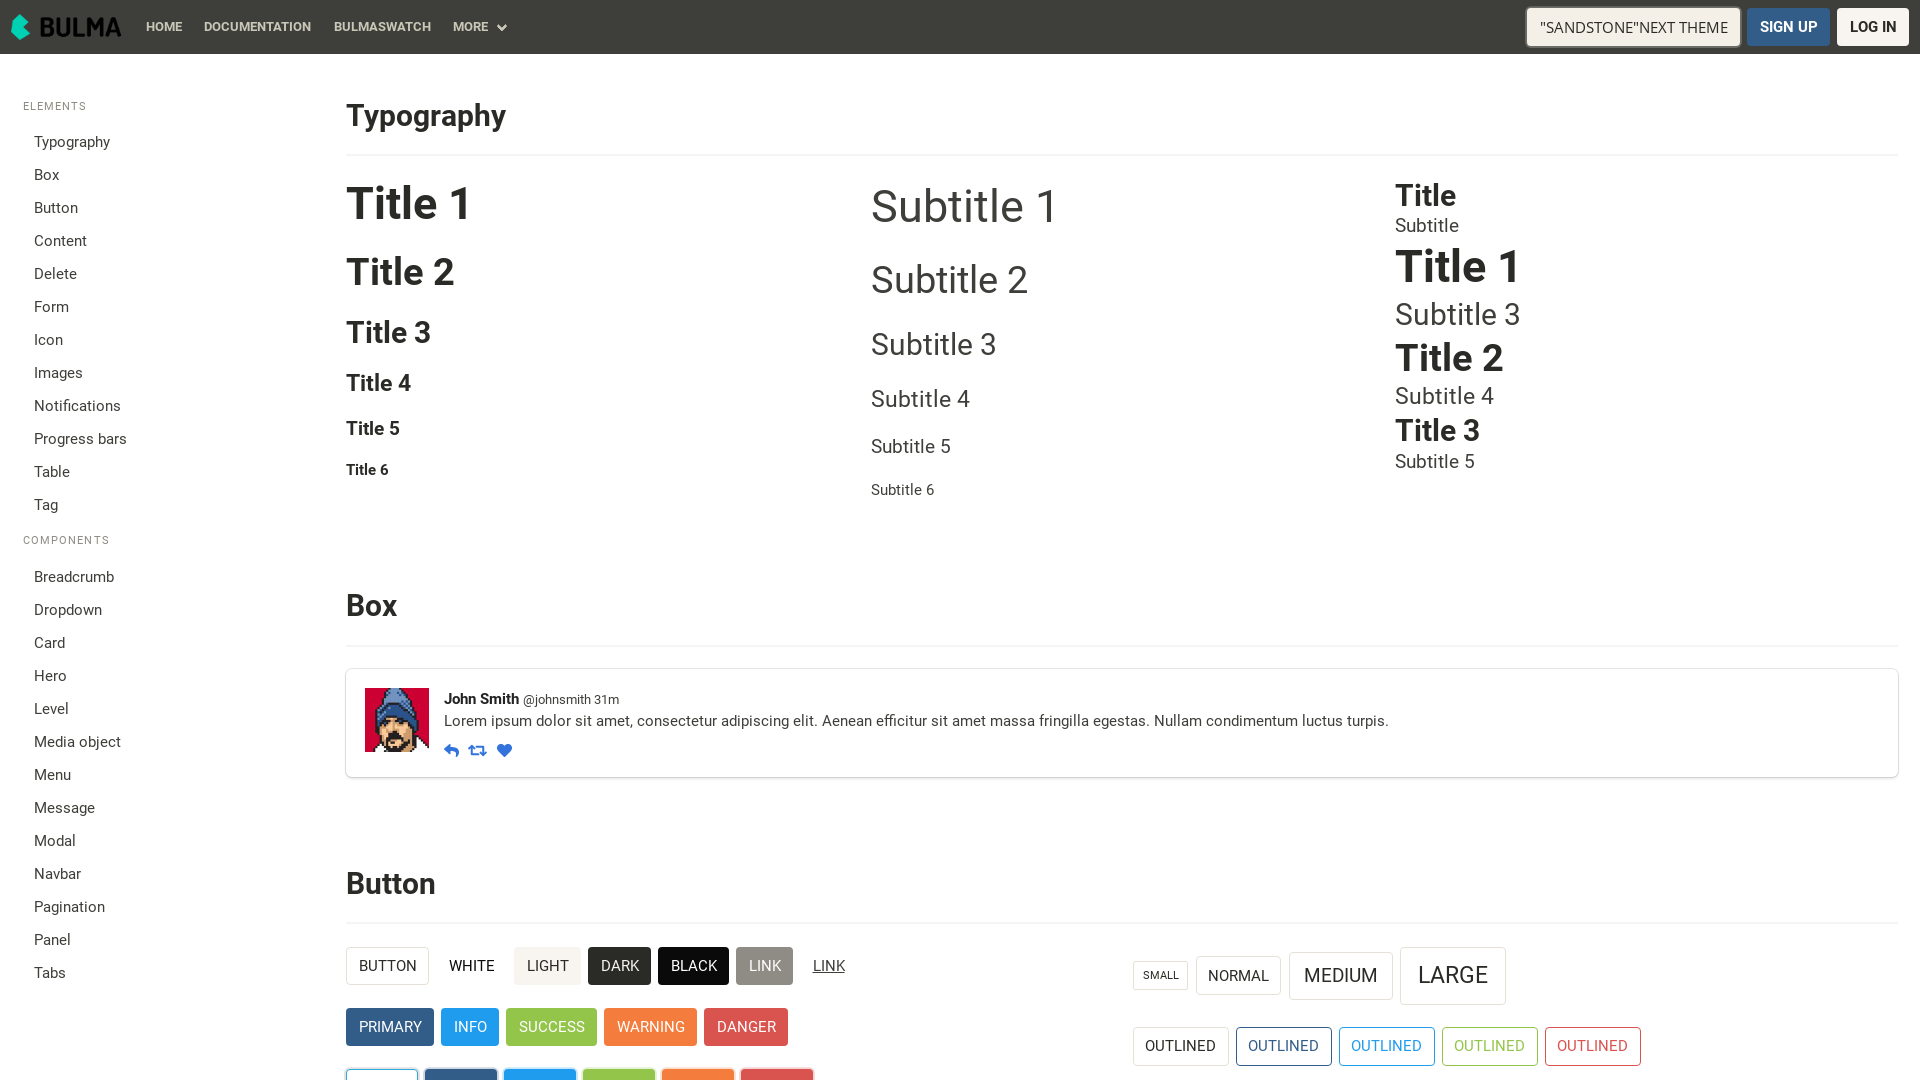 BULMA HOME DOCUMENTATION BULMASWATCH MORE "SANDSTONE"NEXT THEME SIGN UP LOG IN
ELEMENTS
Typography
Box
Button
Content
Delete
Form
Icon
Images
Notifications
Progress bars
Table
Tag
COMPONENTS
Breadcrumb
Dropdown
Card
Hero
Level
Media object
Menu
Message
Modal
Navbar
Pagination
Panel
Tabs
Typography
Title 1
Title 2
Title 3
Title 4
Title 5
Title 6
Subtitle 1
Subtitle 2
Subtitle 3
Subtitle 4
Subtitle 5
Subtitle 6
Title
Subtitle
Title 1
Subtitle 3
Title 2
Subtitle 4
Title 3
Subtitle 5
Box
John Smith @johnsmith 31m
Lorem ipsum dolor sit amet, consectetur adipiscing elit. Aenean efficitur sit amet massa fringilla egestas. Nullam condimentum luctus turpis.
Button
BUTTON WHITE LIGHT DARK BLACK LINK LINK
PRIMARY INFO SUCCESS WARNING DANGER
SMALL NORMAL MEDIUM LARGE
OUTLINED OUTLINED OUTLINED OUTLINED OUTLINED